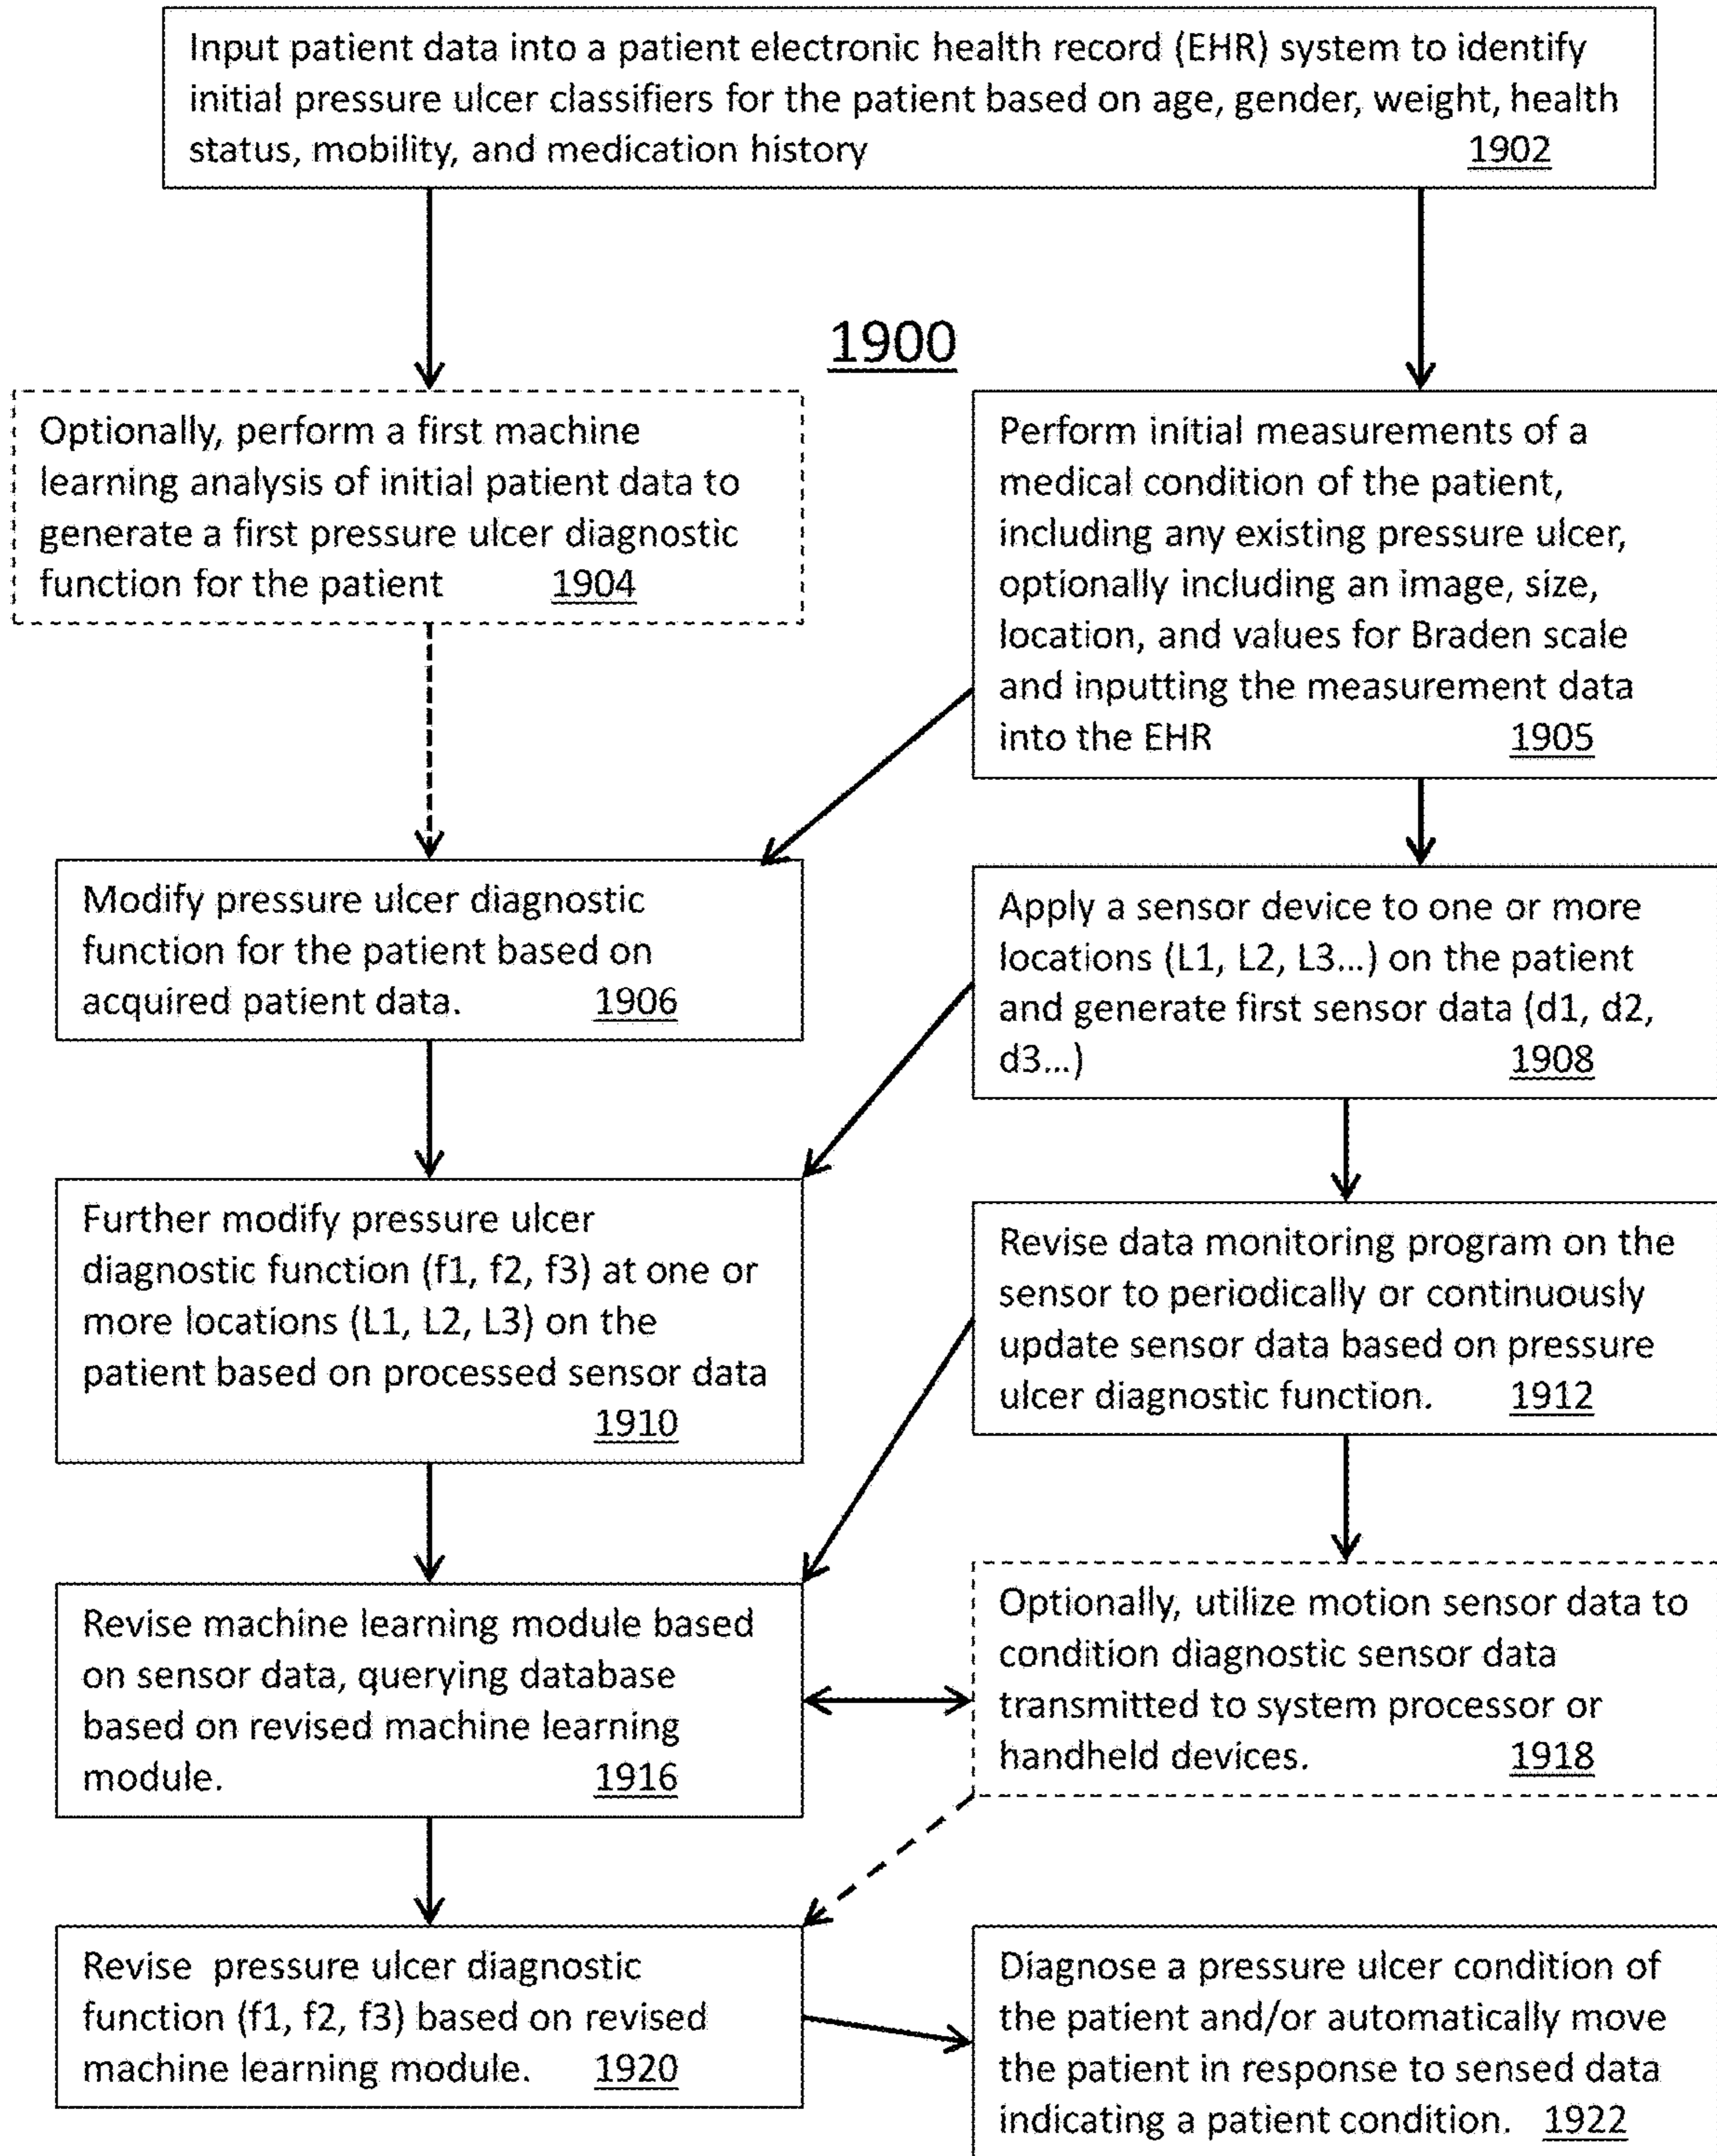 Input patient data into a patient electronic health record (EHR) system to identify
initial pressure ulcer classifiers for the patient based on age, gender, weight, health
status, mobility, and medication history 1902
1900
Optionally, perform a first machine
learning analysis of initial patient data to
generate a first pressure ulcer diagnostic
function for the patient 1904
Perform initial measurements of a
medical condition of the patient,
including any existing pressure ulcer,
optionally including an image, size,
location, and values for Braden scale
and inputting the measurement data
into the EHR 1905
Modify pressure ulcer diagnostic
function for the patient based on
acquired patient data. 1906
Apply a sensor device to one or more
locations (L1, L2, L3...) on the patient
and generate first sensor data (d1, d2,
d3...) 1908
Further modify pressure ulcer
diagnostic function (f1, f2, f3) at one or
more locations (L1, L2, L3) on the
patient based on processed sensor data
1910
Revise data monitoring program on the
sensor to periodically or continuously
update sensor data based on pressure
ulcer diagnostic function. 1912
Revise machine learning module based
on sensor data, querying database
based on revised machine learning
module. 1916
Optionally, utilize motion sensor data to
condition diagnostic sensor data
transmitted to system processor or
handheld devices. 1918
Revise pressure ulcer diagnostic
function (f1, f2, f3) based on revised
machine learning module. 1920
Diagnose a pressure ulcer condition of
the patient and/or automatically move
the patient in response to sensed data
indicating a patient condition. 1922